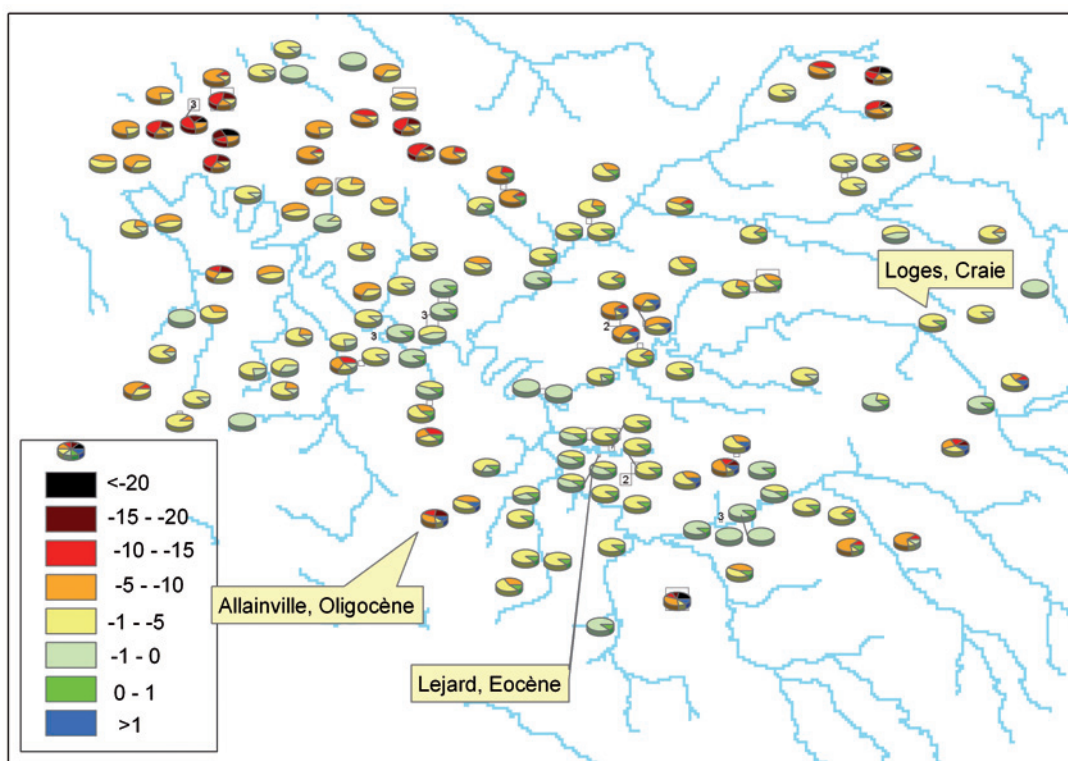 3
Loges, Craie
3
3
2
<-20
-15 - -20
-10 - -15
-5 - -10
-1 - -5
-1 - 0
0 - 1
>1
2
3
Allainville, Oligocène
Lejard, Eocène